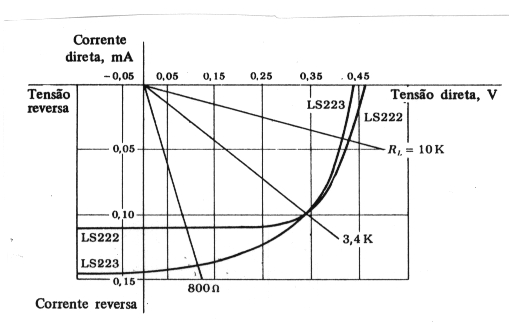 Corrente
direta, mA
-0,05 0,05 0,15 0,25 0,35 0,45
Tensão
reversa
Tensão direta, V
LS223
LS222
0,05
R_L = 10 K
0,10
LS222
3,4 K
LS223
0,15
800 Ω
Corrente reversa